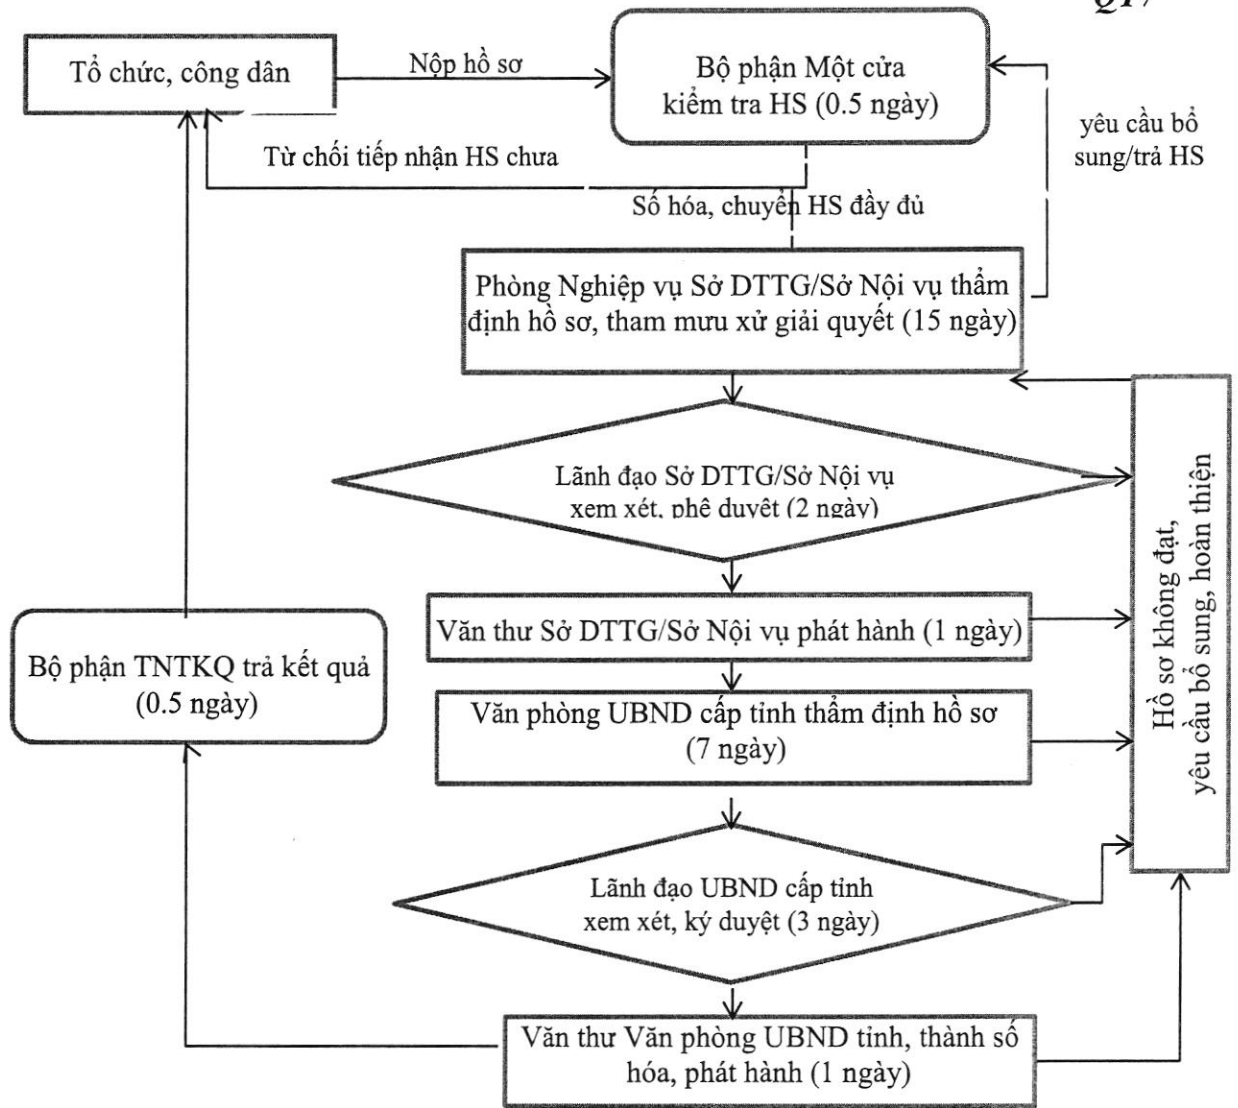 QT7
Tổ chức, công dân
Nộp hồ sơ
Bộ phận Một cửa
kiểm tra HS (0.5 ngày)
yêu cầu bổ
sung/trả HS
Từ chối tiếp nhận HS chưa
Số hóa, chuyển HS đầy đủ
Phòng Nghiệp vụ Sở DTTG/Sở Nội vụ thẩm
định hồ sơ, tham mưu xử giải quyết (15 ngày)
Lãnh đạo Sở DTTG/Sở Nội vụ
xem xét, phê duyệt (2 ngày)
Hồ sơ không đạt,
yêu cầu bổ sung, hoàn thiện
Văn thư Sở DTTG/Sở Nội vụ phát hành (1 ngày)
Bộ phận TNTKQ trả kết quả
(0.5 ngày)
Văn phòng UBND cấp tỉnh thẩm định hồ sơ
(7 ngày)
Lãnh đạo UBND cấp tỉnh
xem xét, ký duyệt (3 ngày)
Văn thư Văn phòng UBND tỉnh, thành số
hóa, phát hành (1 ngày)